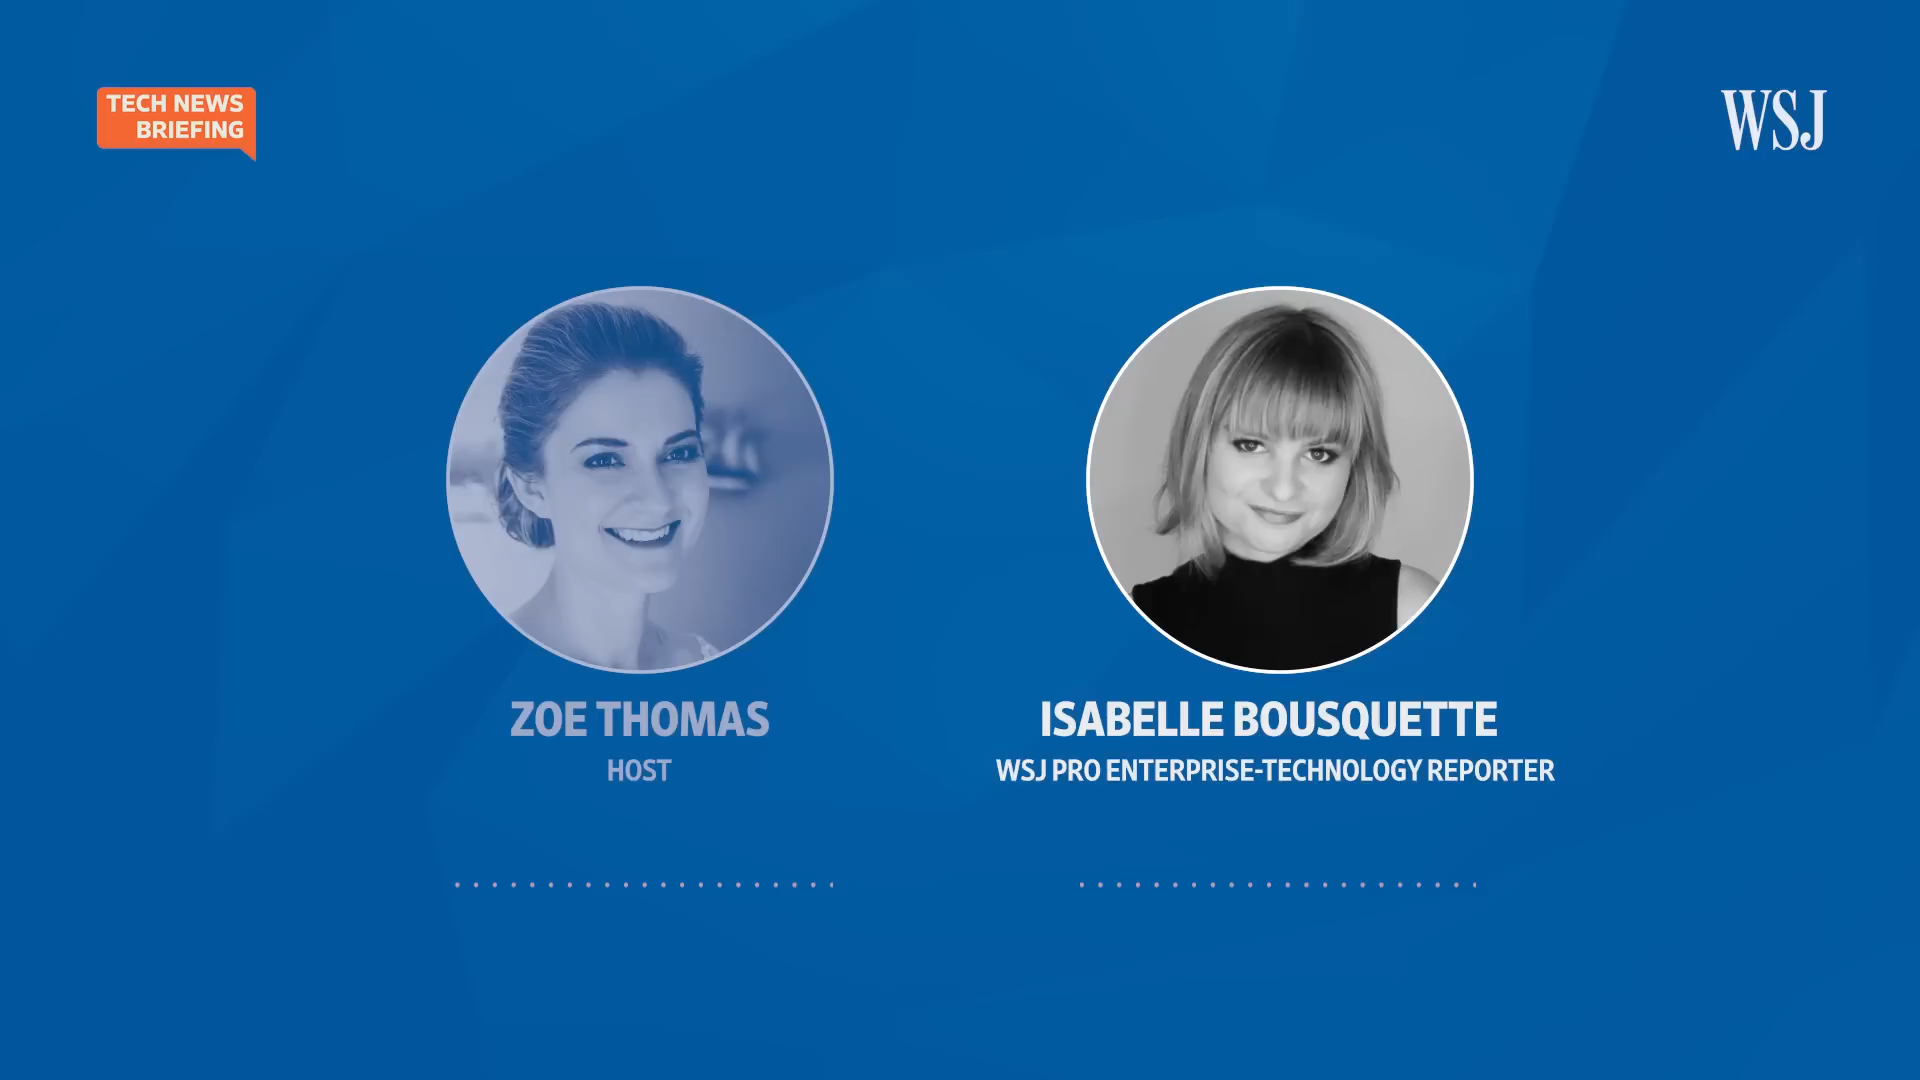 TECH NEWS
BRIEFING
WSJ
ZOE THOMAS
HOST
ISABELLE BOUSQUETTE
WSJ PRO ENTERPRISE-TECHNOLOGY REPORTER